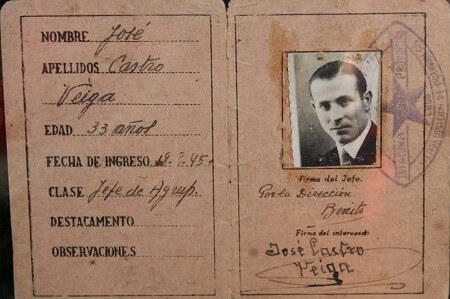 NOMBRE José
APELLIDOS Castro
Veiga
EDAD 33 años
FECHA DE INGRESO
CLASE Jefe de Agrup.
DESTACAMENTO
OBSERVACIONES
Firma del Jefe.
Por la Dirección
Benito
Firma del interesado:
José Castro
Veiga